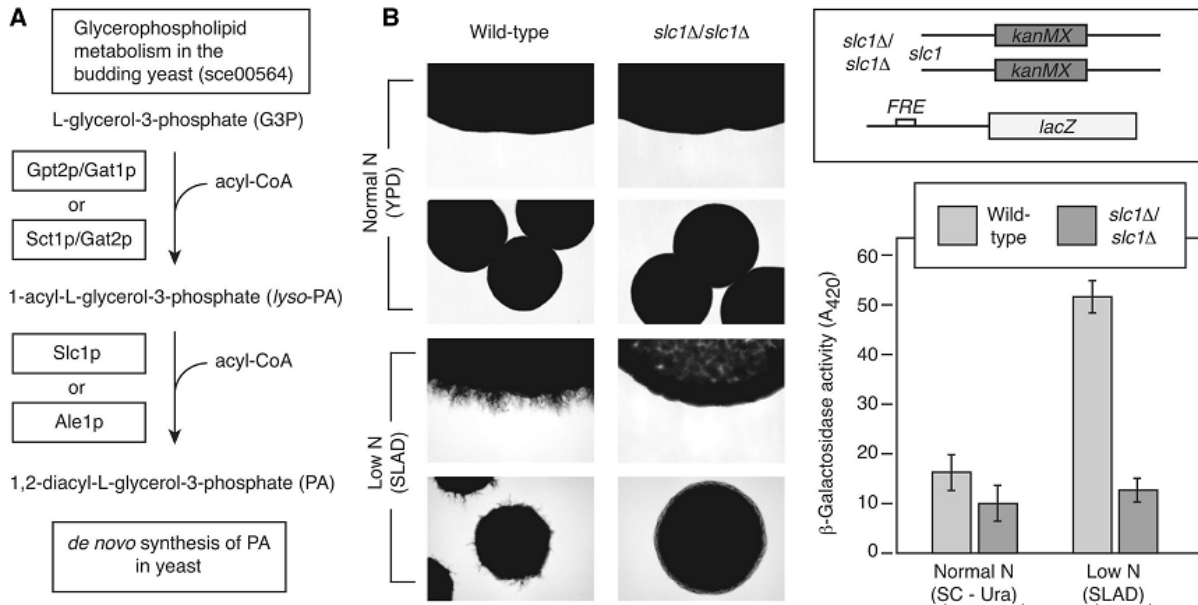 A
Glycerophospholipid
metabolism in the
budding yeast (sce00564)
L-glycerol-3-phosphate (G3P)
Gpt2p/Gat1p
or
Sct1p/Gat2p
acyl-CoA
1-acyl-L-glycerol-3-phosphate (lyso-PA)
Slc1p
or
Ale1p
acyl-CoA
1,2-diacyl-L-glycerol-3-phosphate (PA)
de novo synthesis of PA
in yeast
B
Wild-type
slc1Δ/slc1Δ
Normal N
(YPD)
Low N
(SLAD)
slc1Δ/
slc1Δ
slc1
kanMX
kanMX
FRE
lacZ
Wild-
type
slc1Δ/
slc1Δ
β-Galactosidase activity (A420)
60
50
40
30
20
10
0
Normal N
(SC - Ura)
Low N
(SLAD)